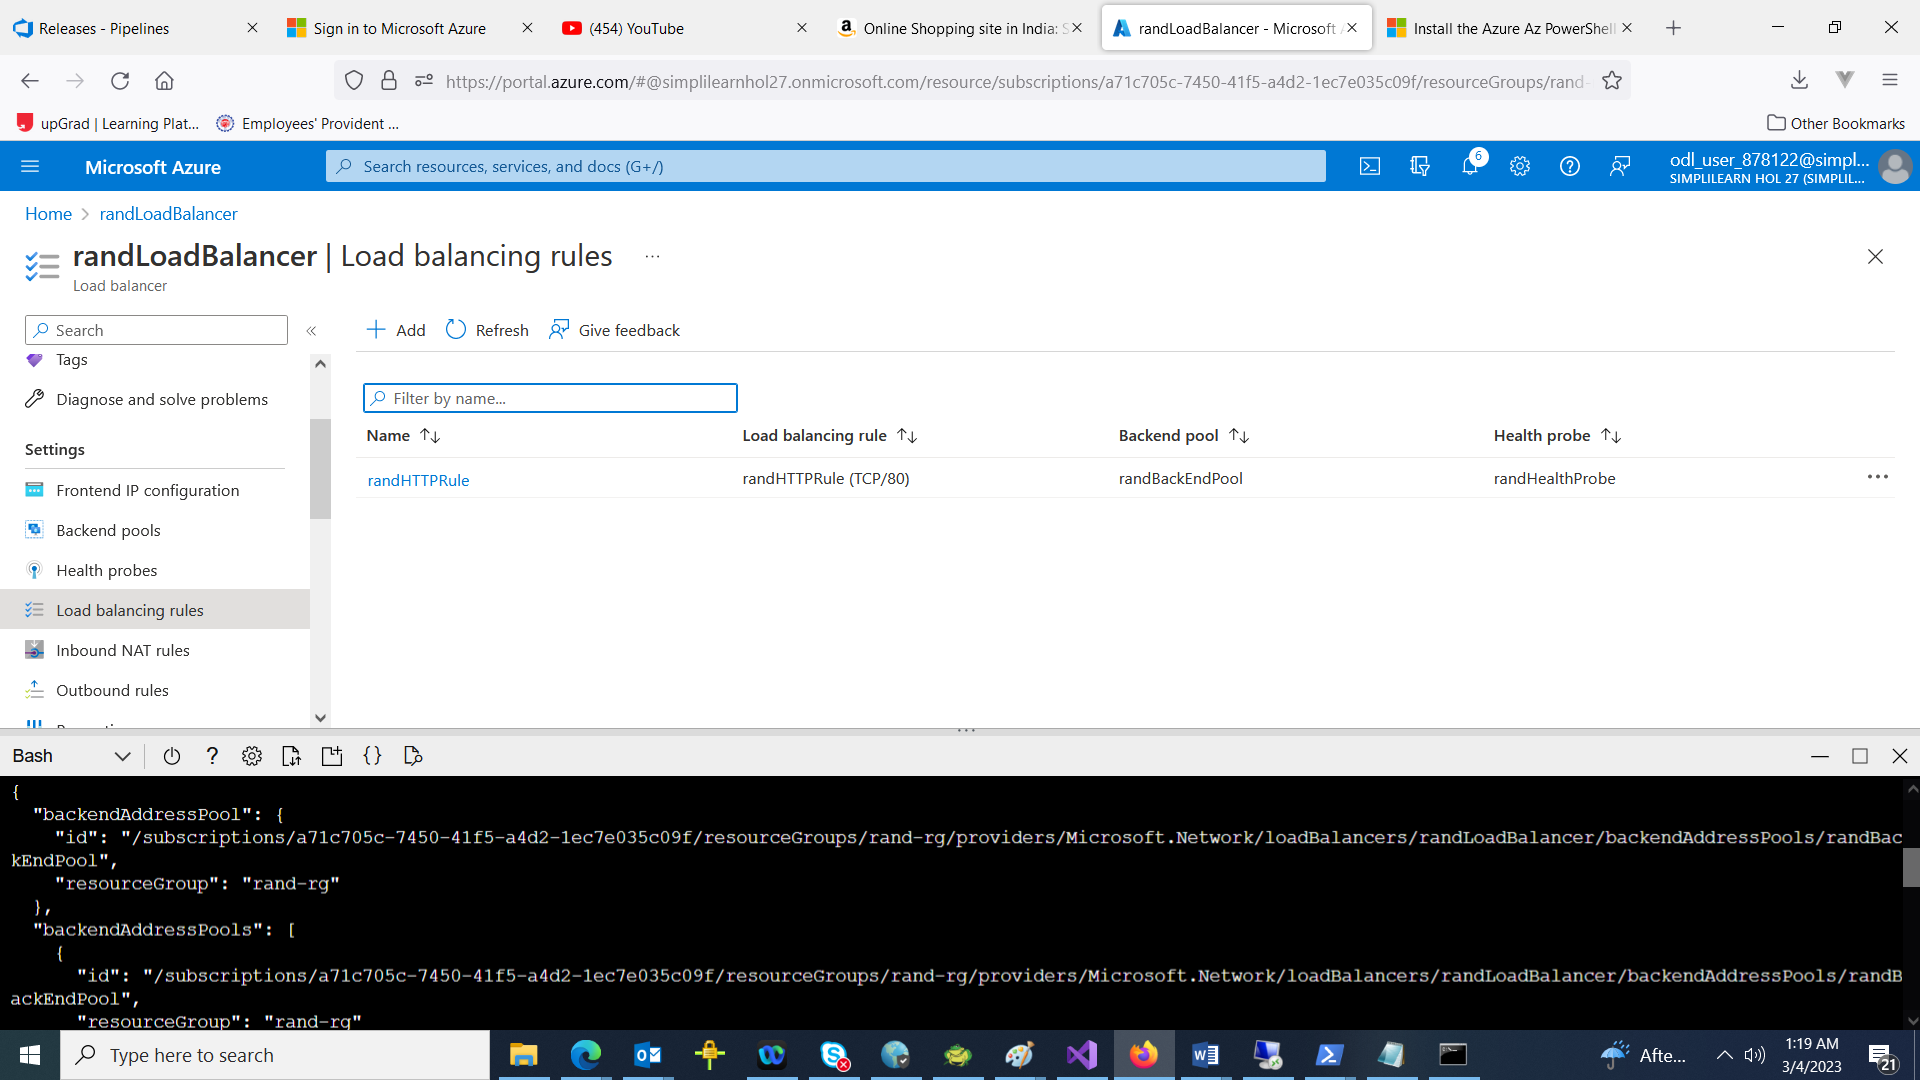 Releases - Pipelines
Sign in to Microsoft Azure
(454) YouTube
Online Shopping site in India: S
randLoadBalancer - Microsoft A
Install the Azure Az PowerShell
https://portal.azure.com/#@simplilearnhol27.onmicrosoft.com/resource/subscriptions/a71c705c-7450-41f5-a4d2-1ec7e035c09f/resourceGroups/rand-
upGrad | Learning Plat...
Employees' Provident ...
Other Bookmarks
Microsoft Azure
Search resources, services, and docs (G+/)
6
odl_user_878122@simpl...
SIMPLILEARN HOL 27 (SIMPLIL...
Home > randLoadBalancer
randLoadBalancer | Load balancing rules ...
Load balancer
Search
«
Add
Refresh
Give feedback
Tags
Diagnose and solve problems
Settings
Frontend IP configuration
Backend pools
Health probes
Load balancing rules
Inbound NAT rules
Outbound rules
Filter by name...
Name
Load balancing rule
Backend pool
Health probe
randHTTPRule
randHTTPRule (TCP/80)
randBackEndPool
randHealthProbe
Bash
{
"backendAddressPool": {
"id": "/subscriptions/a71c705c-7450-41f5-a4d2-1ec7e035c09f/resourceGroups/rand-rg/providers/Microsoft.Network/loadBalancers/randLoadBalancer/backendAddressPools/randBac
kEndPool",
"resourceGroup": "rand-rg"
},
"backendAddressPools": [
{
"id": "/subscriptions/a71c705c-7450-41f5-a4d2-1ec7e035c09f/resourceGroups/rand-rg/providers/Microsoft.Network/loadBalancers/randLoadBalancer/backendAddressPools/randB
ackEndPool",
"resourceGroup": "rand-rg"
Type here to search
Afte...
1:19 AM
3/4/2023
21